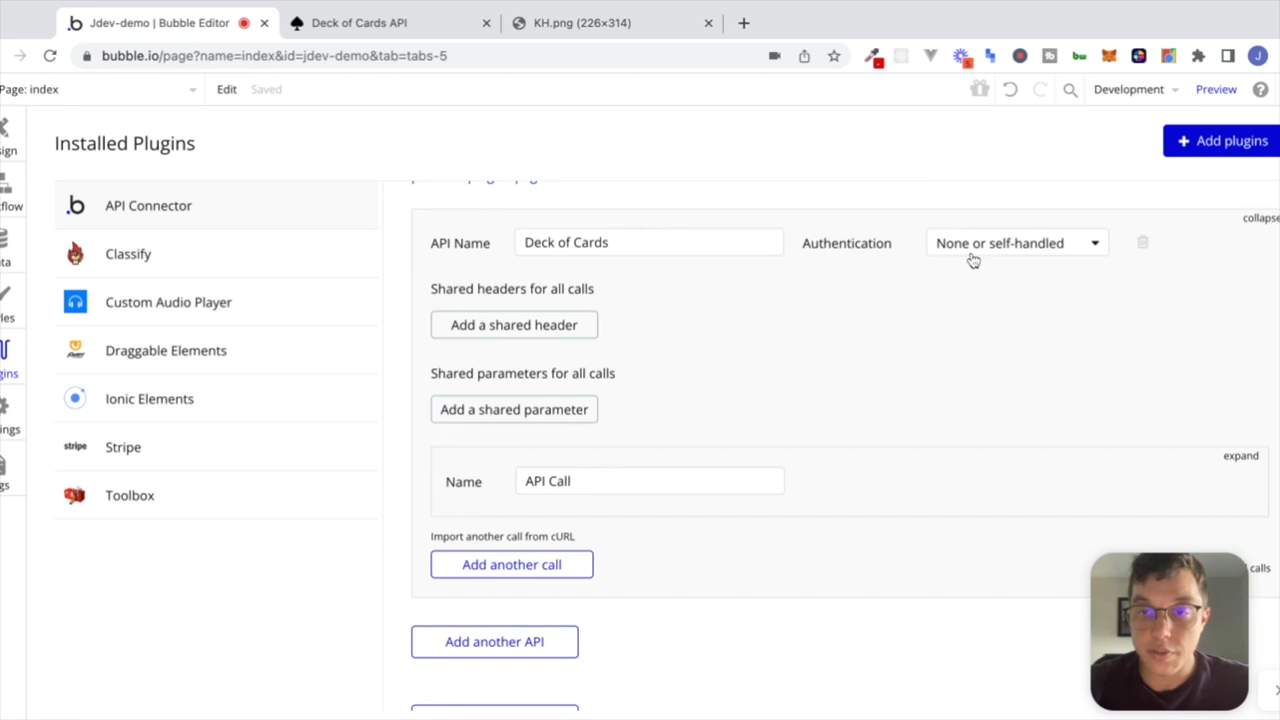 Jdev-demo | Bubble Editor
Deck of Cards API
KH.png (226×314)
bubble.io/page?name=index&id=jdev-demo&tab=tabs-5
J
Page: index
Edit
Saved
Development
Preview
Installed Plugins
Add plugins
API Connector
Classify
Custom Audio Player
Draggable Elements
Ionic Elements
stripe Stripe
Toolbox
collapse
API Name
Deck of Cards
Authentication
None or self-handled
Shared headers for all calls
Add a shared header
Shared parameters for all calls
Add a shared parameter
expand
Name
API Call
Import another call from cURL
Add another call
calls
Add another API